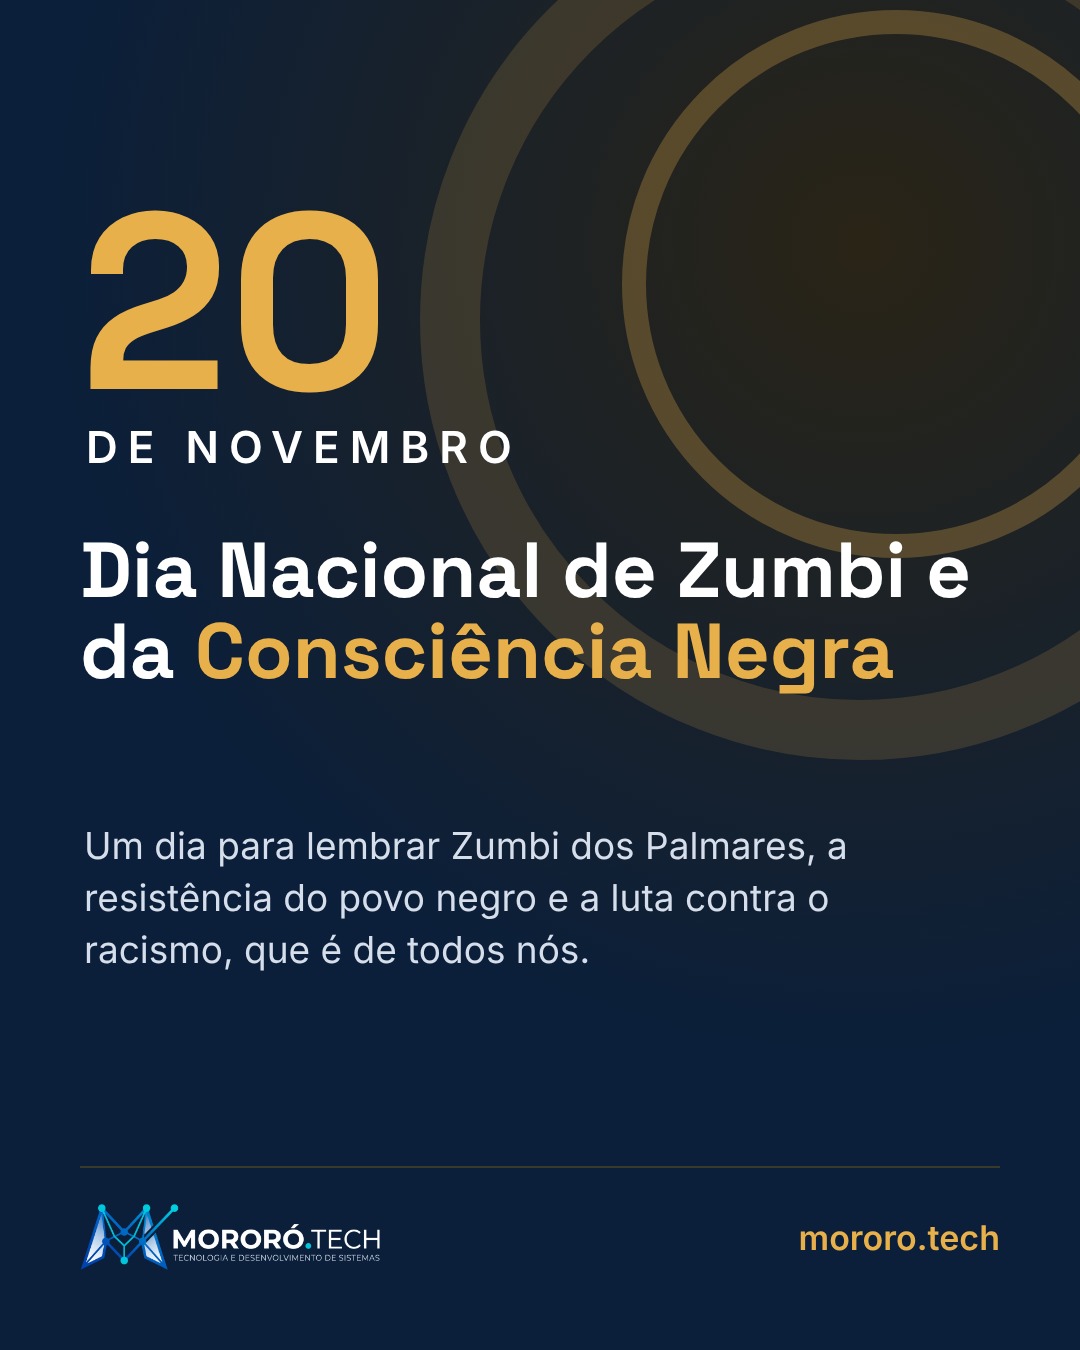 20
DE NOVEMBRO
Dia Nacional de Zumbi e
da Consciência Negra
Um dia para lembrar Zumbi dos Palmares, a
resistência do povo negro e a luta contra o
racismo, que é de todos nós.
MORORÓ.TECH
TECNOLOGIA E DESENVOLVIMENTO DE SISTEMAS
mororo.tech